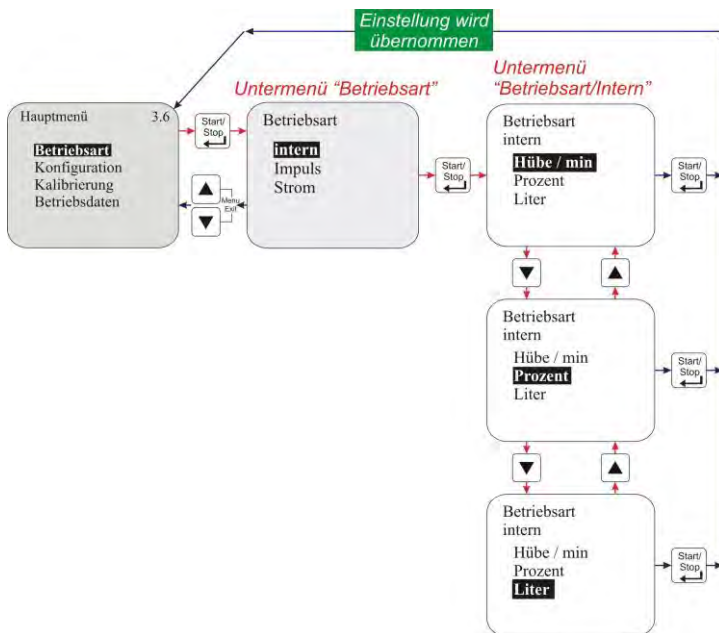 Einstellung wird
übernommen
Untermenü "Betriebsart"
Untermenü
"Betriebsart/Intern"
Hauptmenü 3.6
Betriebsart
Konfiguration
Kalibrierung
Betriebsdaten
Start/
Stop
Menu
Exit
Betriebsart
intern
Impuls
Strom
Start/
Stop
Betriebsart
intern
Hübe / min
Prozent
Liter
Start/
Stop
Betriebsart
intern
Hübe / min
Prozent
Liter
Start/
Stop
Betriebsart
intern
Hübe / min
Prozent
Liter
Start/
Stop